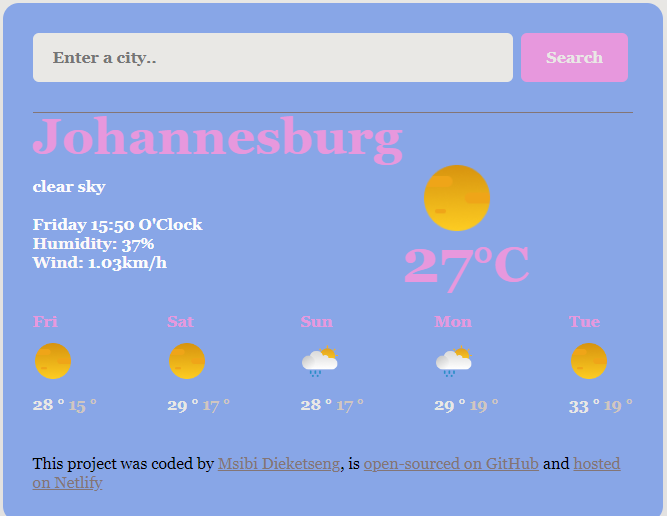 Enter a city.. Search
Johannesburg
clear sky
Friday 15:50 O'Clock
Humidity: 37%
Wind: 1.03km/h
27°C
Fri Sat Sun Mon Tue
28 ° 15 ° 29 ° 17 ° 28 ° 17 ° 29 ° 19 ° 33 ° 19 °
This project was coded by Msibi Dieketseng, is open-sourced on GitHub and hosted
on Netlify